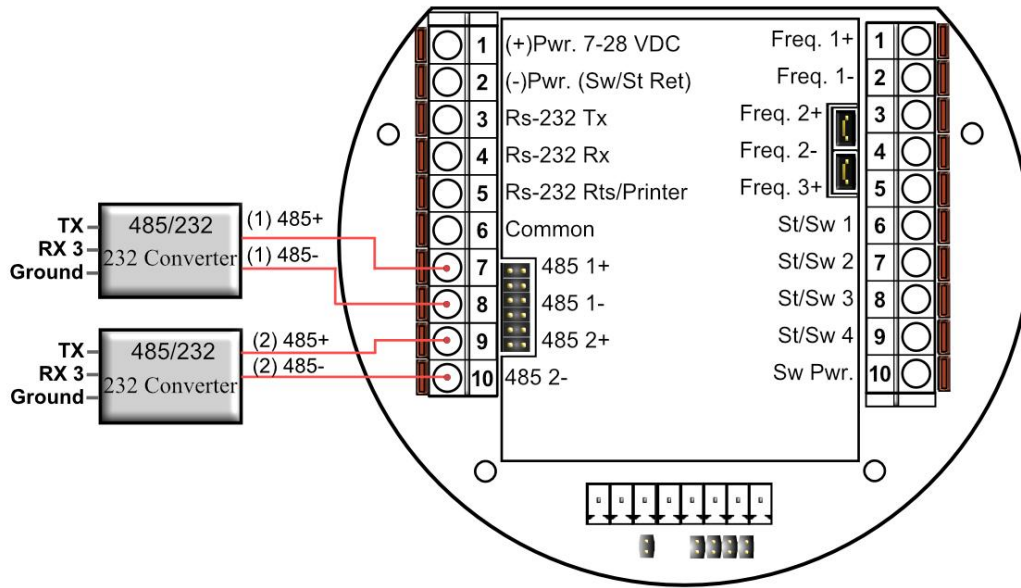 1 (+)Pwr. 7-28 VDC
2 (-)Pwr. (Sw/St Ret)
3 Rs-232 Tx
4 Rs-232 Rx
5 Rs-232 Rts/Printer
6 Common
7 485 1+
8 485 1-
9 485 2+
10 485 2-
Freq. 1+ 1
Freq. 1- 2
Freq. 2+ 3
Freq. 2- 4
Freq. 3+ 5
St/Sw 1 6
St/Sw 2 7
St/Sw 3 8
St/Sw 4 9
Sw Pwr. 10
TX
RX 3
Ground
485/232
232 Converter
(1) 485+
(1) 485-
TX
RX 3
Ground
485/232
232 Converter
(2) 485+
(2) 485-